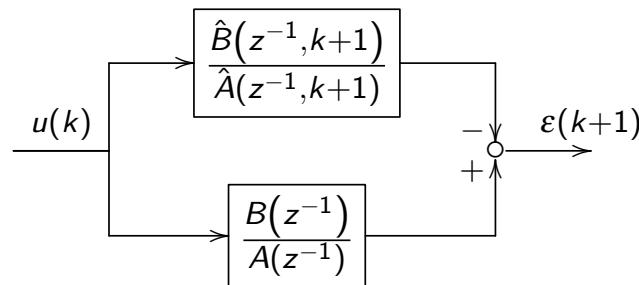 B̂(z⁻¹,k+1)
Â(z⁻¹,k+1)
u(k)
−
ε(k+1)
+
B(z⁻¹)
A(z⁻¹)